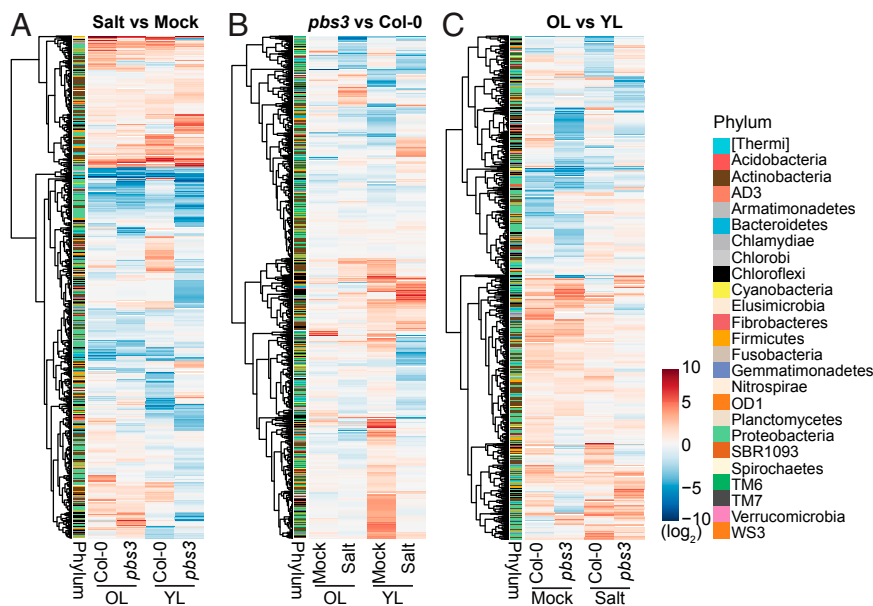 A
Salt vs Mock
B
pbs3 vs Col-0
C
OL vs YL
Phylum
[Thermi]
Acidobacteria
Actinobacteria
AD3
Armatimonadetes
Bacteroidetes
Chlamydiae
Chlorobi
Chloroflexi
Cyanobacteria
Elusimicrobia
Fibrobacteres
Firmicutes
Fusobacteria
Gemmatimonadetes
Nitrospirae
OD1
Planctomycetes
Proteobacteria
SBR1093
Spirochaetes
TM6
TM7
Verrucomicrobia
WS3
10
5
0
−5
−10
(log2)
Phylum
Col-0
pbs3
Col-0
pbs3
OL
YL
Phylum
Mock
Salt
Mock
Salt
OL
YL
Phylum
Col-0
pbs3
Col-0
pbs3
Mock
Salt